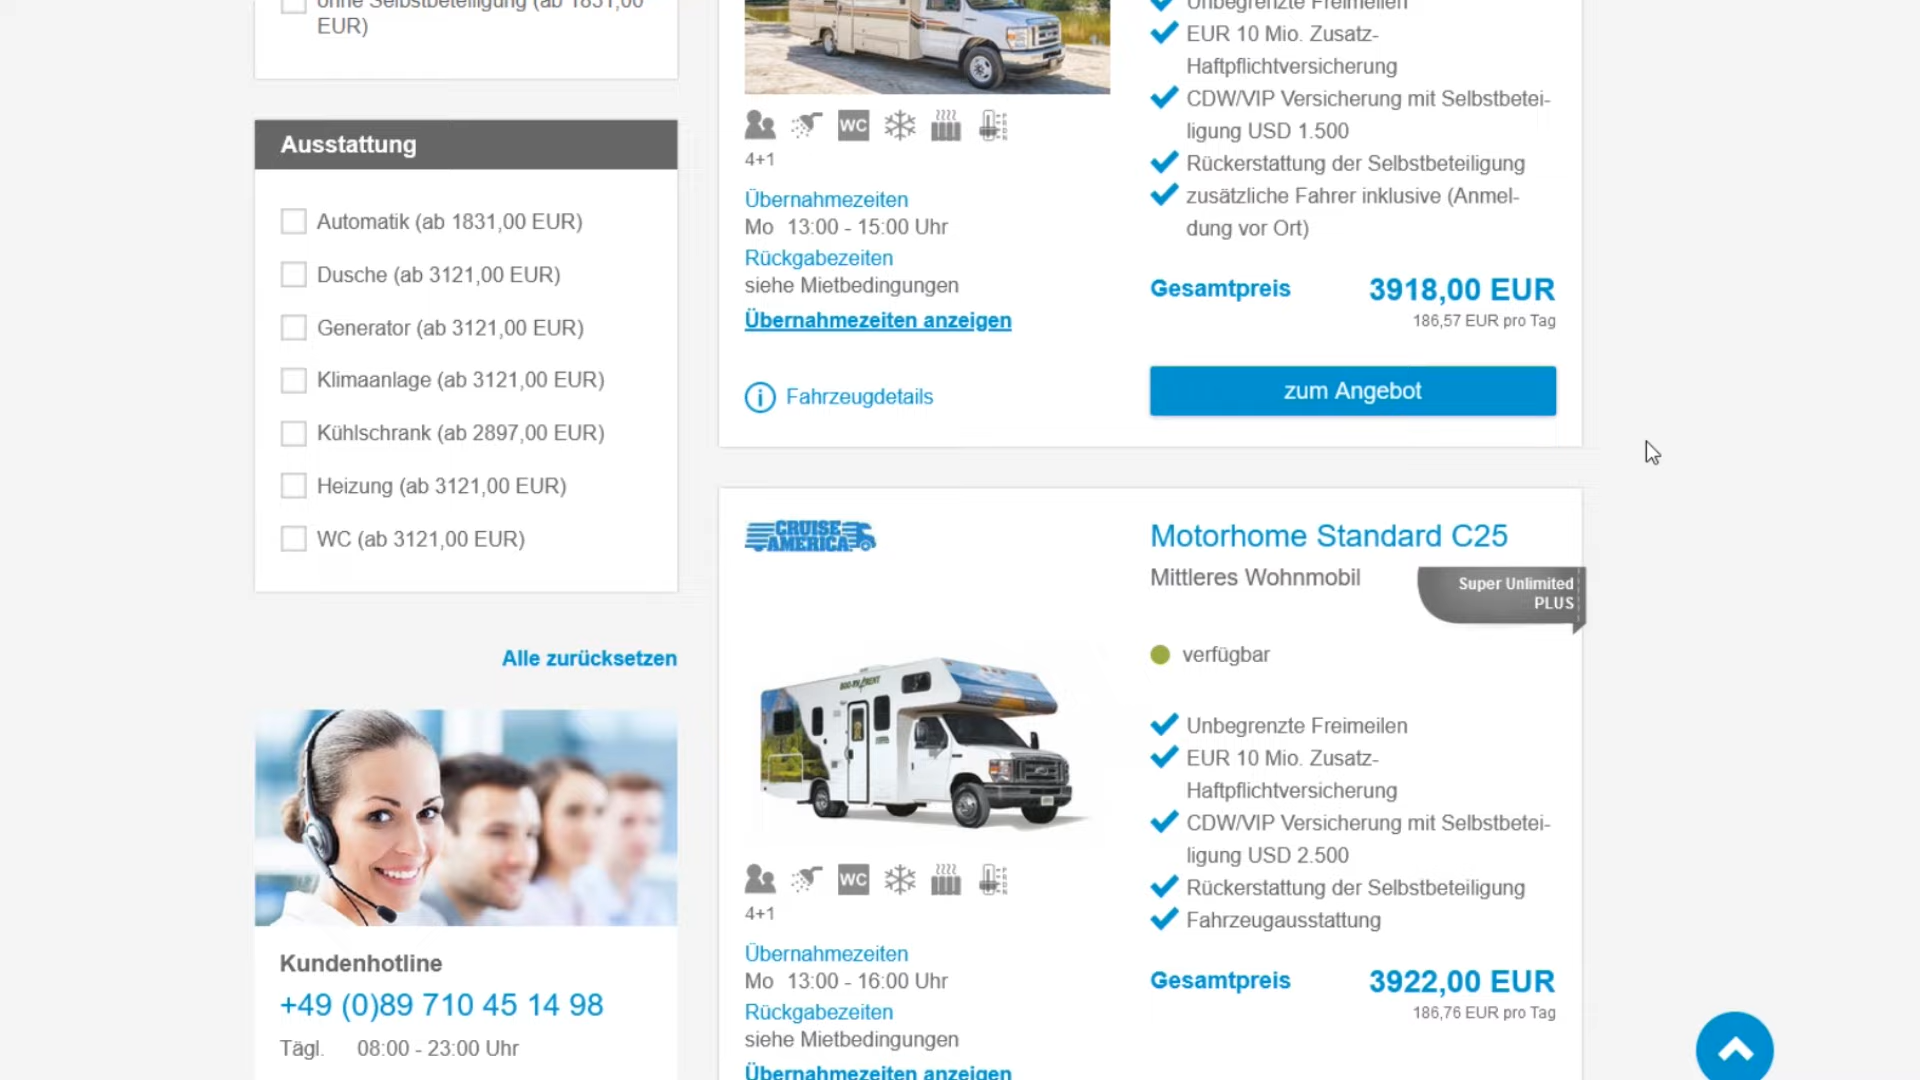 ohne Selbstbeteiligung (ab 1831,00
EUR)
Ausstattung
Automatik (ab 1831,00 EUR)
Dusche (ab 3121,00 EUR)
Generator (ab 3121,00 EUR)
Klimaanlage (ab 3121,00 EUR)
Kühlschrank (ab 2897,00 EUR)
Heizung (ab 3121,00 EUR)
WC (ab 3121,00 EUR)
Alle zurücksetzen
Kundenhotline
+49 (0)89 710 45 14 98
Tägl. 08:00 - 23:00 Uhr
WC
4+1
Übernahmezeiten
Mo 13:00 - 15:00 Uhr
Rückgabezeiten
siehe Mietbedingungen
Übernahmezeiten anzeigen
Fahrzeugdetails
Unbegrenzte Freimeilen
EUR 10 Mio. Zusatz-
Haftpflichtversicherung
CDW/VIP Versicherung mit Selbstbetei-
ligung USD 1.500
Rückerstattung der Selbstbeteiligung
zusätzliche Fahrer inklusive (Anmel-
dung vor Ort)
Gesamtpreis 3918,00 EUR
186,57 EUR pro Tag
zum Angebot
CRUISE
AMERICA
WC
4+1
Übernahmezeiten
Mo 13:00 - 16:00 Uhr
Rückgabezeiten
siehe Mietbedingungen
Übernahmezeiten anzeigen
Motorhome Standard C25
Mittleres Wohnmobil
Super Unlimited
PLUS
verfügbar
Unbegrenzte Freimeilen
EUR 10 Mio. Zusatz-
Haftpflichtversicherung
CDW/VIP Versicherung mit Selbstbetei-
ligung USD 2.500
Rückerstattung der Selbstbeteiligung
Fahrzeugausstattung
Gesamtpreis 3922,00 EUR
186,76 EUR pro Tag